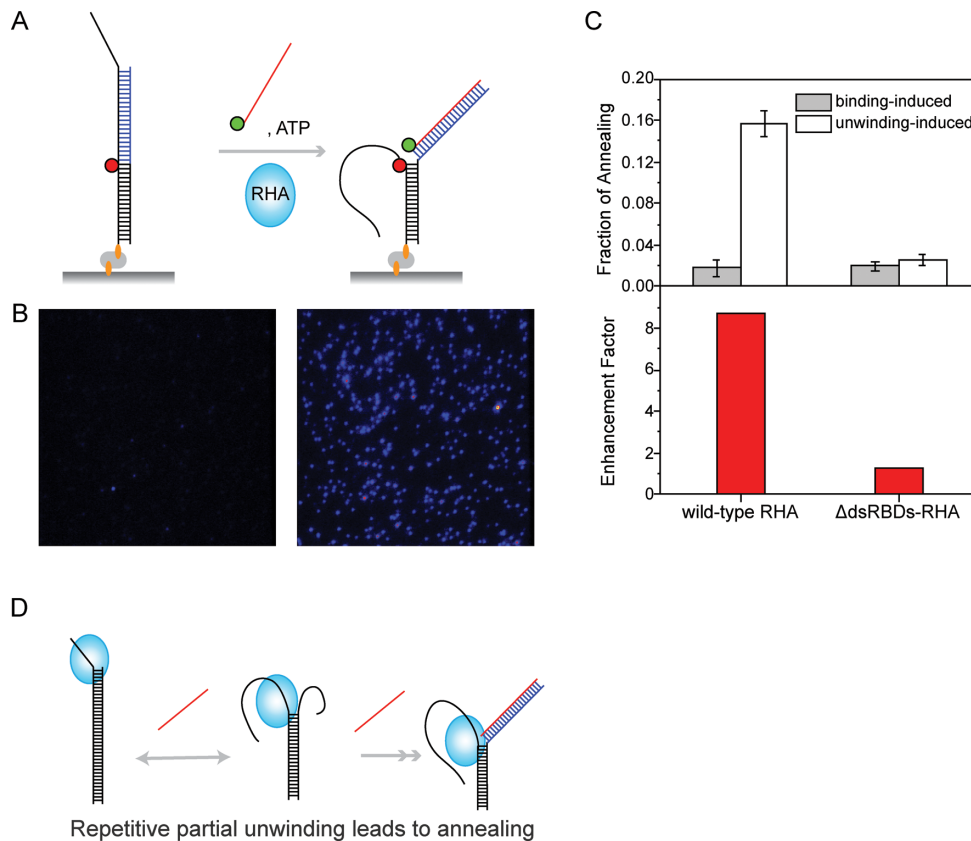 A
, ATP
RHA
B
C
0.20
0.16
0.12
0.08
0.04
0.00
Fraction of Annealing
binding-induced
unwinding-induced
8
6
4
2
0
Enhancement Factor
wild-type RHA
ΔdsRBDs-RHA
D
Repetitive partial unwinding leads to annealing